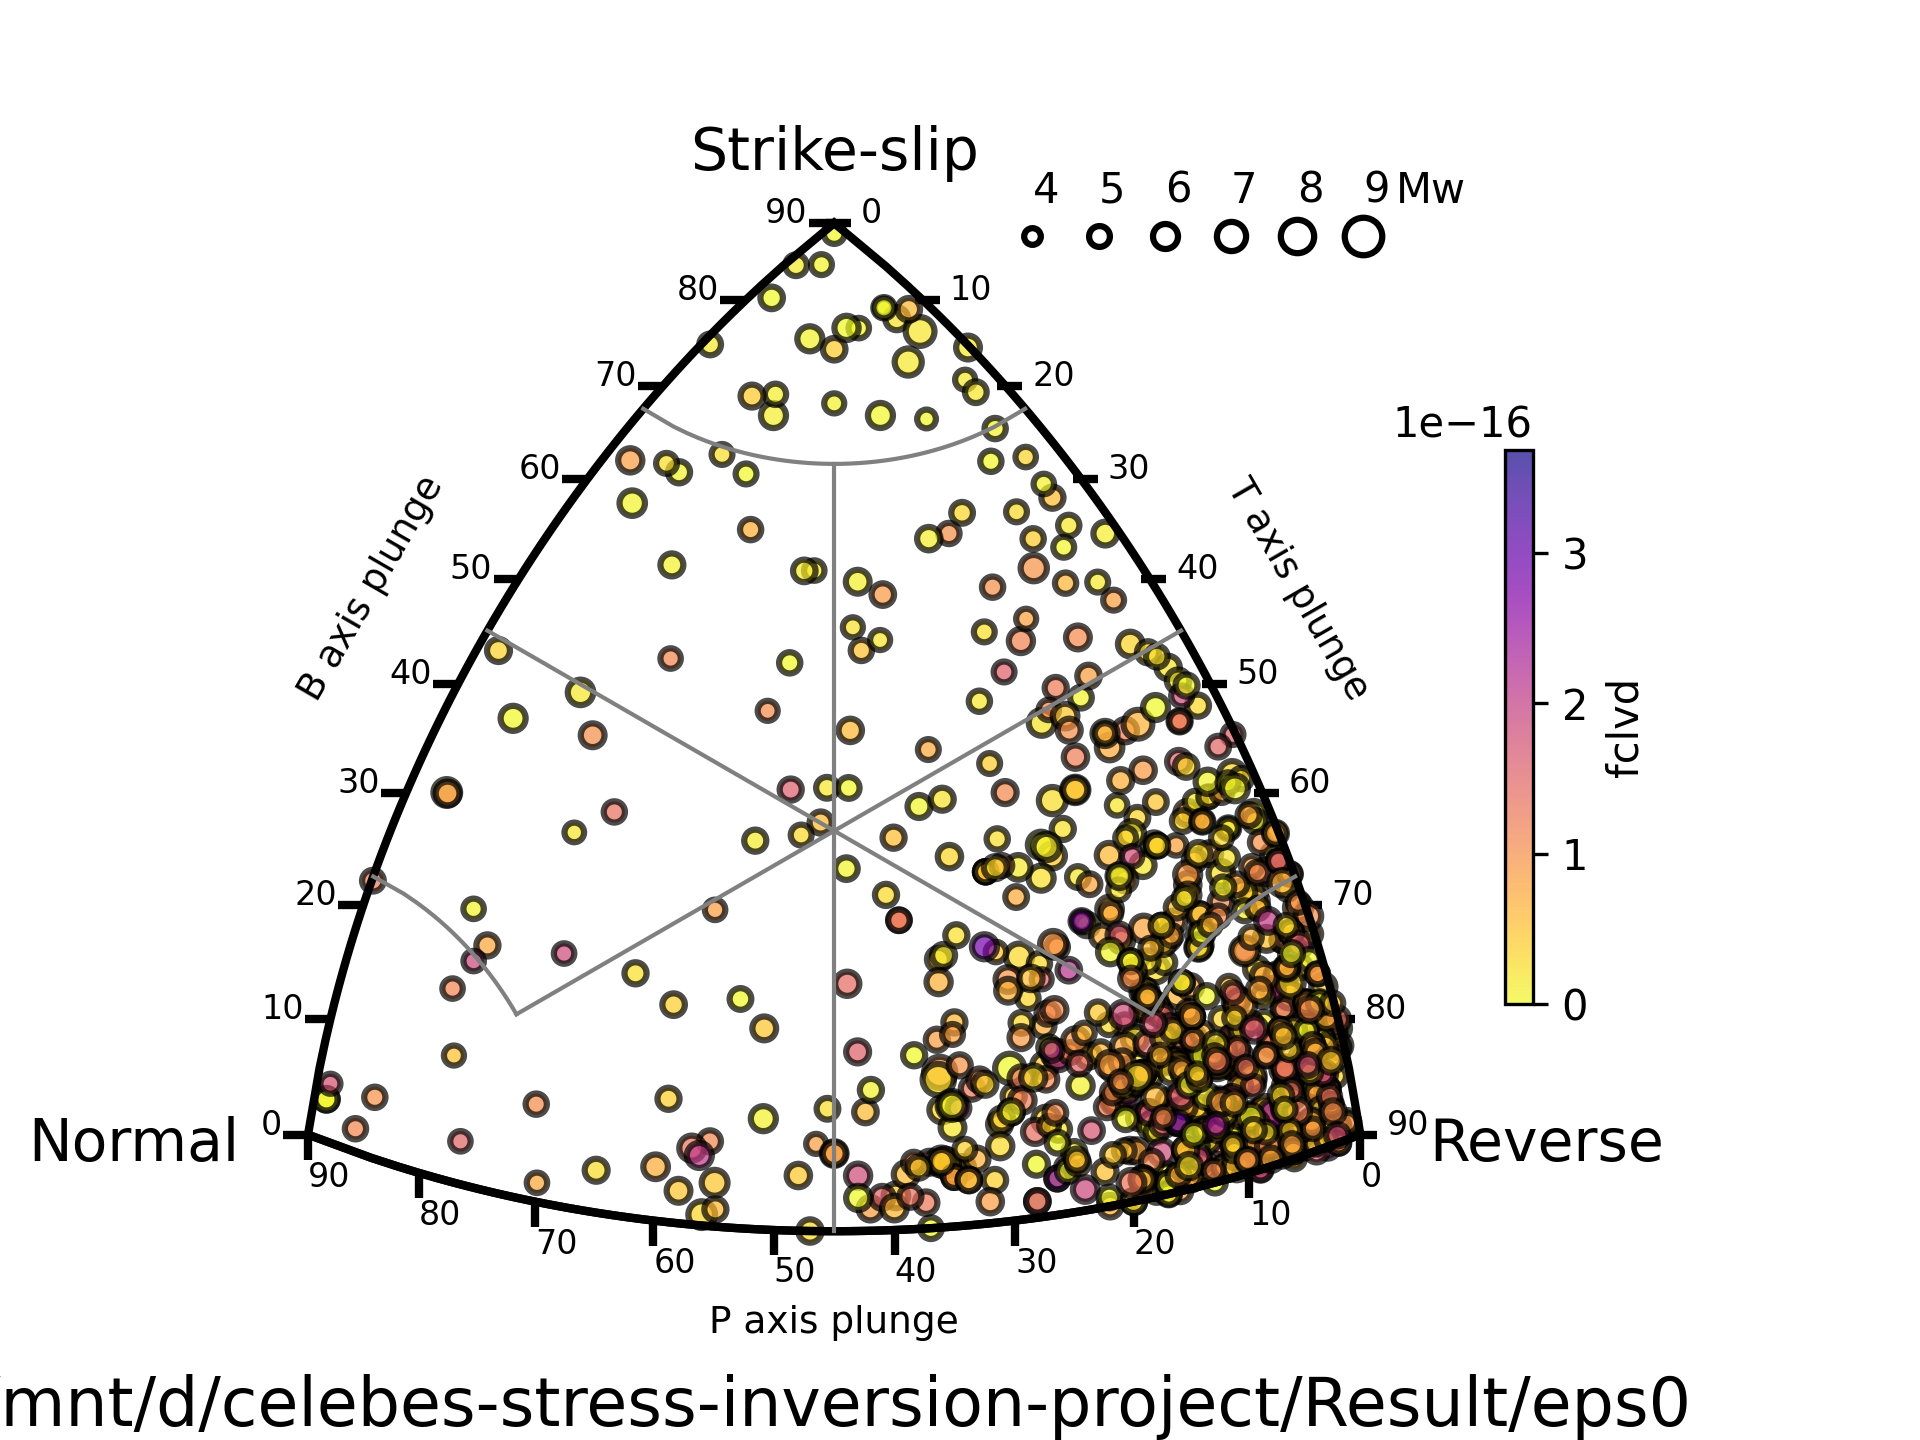 Strike-slip
4 5 6 7 8 9 Mw
90 0
80 10
70 20
1e−16
60 30
50 40
B axis plunge
T axis plunge
3
40 50
2
fclvd
30 60
1
20 70
10 80
0
Normal 0 90 Reverse
90 0
80 10
70 20
60 30
50 40
P axis plunge
mnt/d/celebes-stress-inversion-project/Result/eps0